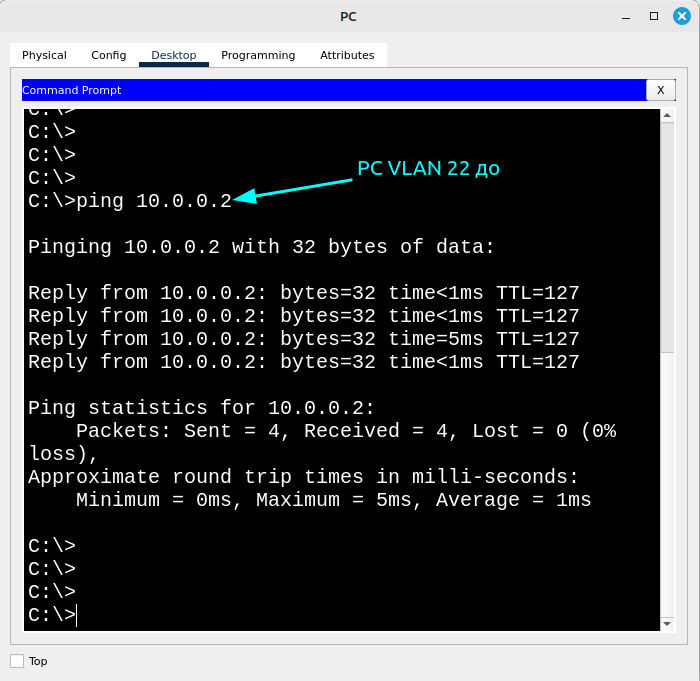 PC
Physical Config Desktop Programming Attributes
Command Prompt X
C:\>
C:\>
C:\>
C:\>
PC VLAN 22 до
C:\>ping 10.0.0.2
Pinging 10.0.0.2 with 32 bytes of data:
Reply from 10.0.0.2: bytes=32 time<1ms TTL=127
Reply from 10.0.0.2: bytes=32 time<1ms TTL=127
Reply from 10.0.0.2: bytes=32 time=5ms TTL=127
Reply from 10.0.0.2: bytes=32 time<1ms TTL=127
Ping statistics for 10.0.0.2:
Packets: Sent = 4, Received = 4, Lost = 0 (0%
loss),
Approximate round trip times in milli-seconds:
Minimum = 0ms, Maximum = 5ms, Average = 1ms
C:\>
C:\>
C:\>
C:\>
Top